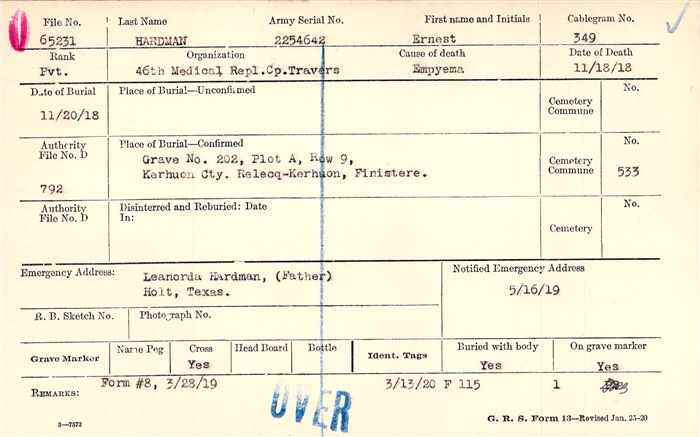 File No. Last Name Army Serial No. First name and Initials Cablegram No.
65231 HARDMAN 2254642 Ernest 349
Rank Organization Cause of death Date of Death
Pvt. 46th Medical Repl.Cp.Travers Empyema 11/18/18
Date of Burial Place of Burial—Unconfirmed Cemetery Commune No.
11/20/18
Authority File No. D Place of Burial—Confirmed Cemetery Commune No.
792 Grave No. 202, Plot A, Row 9, 533
Kerhuon Cty. Relecq-Kerhuon, Finistere.
Authority File No. D Disinterred and Reburied: Date No.
In: Cemetery
Emergency Address: Leanorda Hardman, (Father) Notified Emergency Address
Holt, Texas. 5/16/19
R. B. Sketch No. Photograph No.
Grave Marker Name Peg Cross Head Board Bottle Ident. Tags Buried with body On grave marker
Yes Yes Yes
REMARKS: Form #8, 3/28/19 3/13/20 F 115 1
OVER
3—7572 G. R. S. Form 13—Revised Jan. 25-20